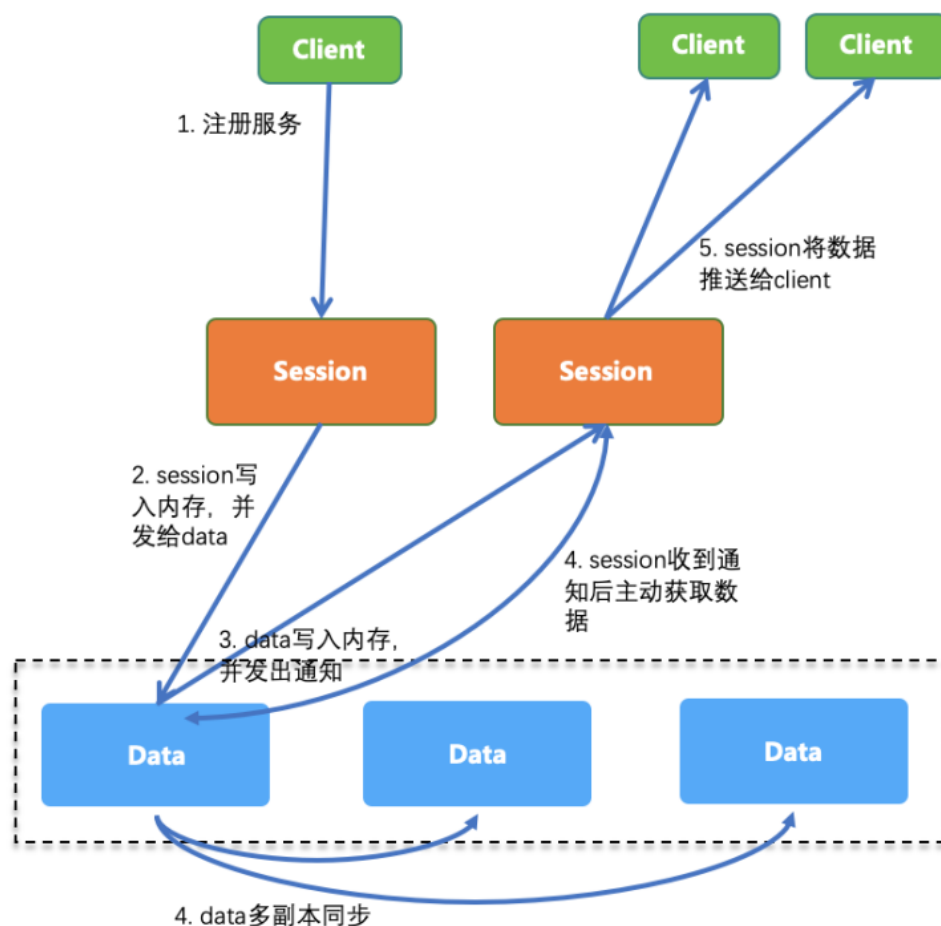 Client
Client
Client
1. 注册服务
5. session将数据
推送给client
Session
Session
2. session写
入内存，并
发给data
4. session收到通
知后主动获取数
据
3. data写入内存，
并发出通知
Data
Data
Data
4. data多副本同步